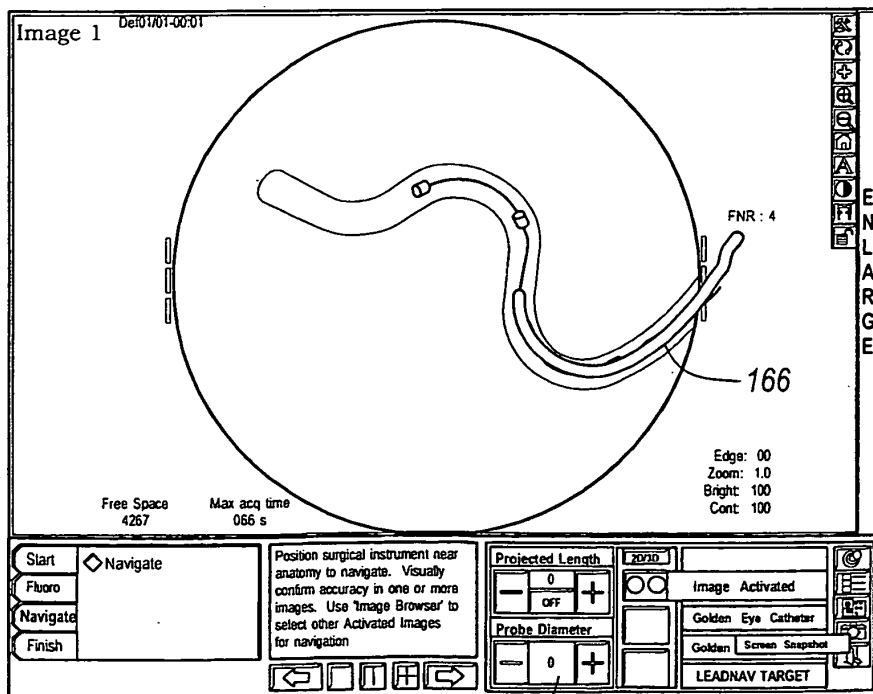 Image 1
Def01/01-00:01
A
FNR : 4
ENLARGE
166
Edge: 00
Zoom: 1.0
Bright: 100
Cont: 100
Free Space
4267
Max acq time
066 s
Start
Fluoro
Navigate
Finish
Navigate
Position surgical instrument near
anatomy to navigate. Visually
confirm accuracy in one or more
images. Use 'Image Browser' to
select other Activated Images
for navigation
Projected Length
0
OFF
Probe Diameter
0
2D/3D
Image Activated
Golden Eye Catheter
Golden
Screen Snapshot
LEADNAV TARGET